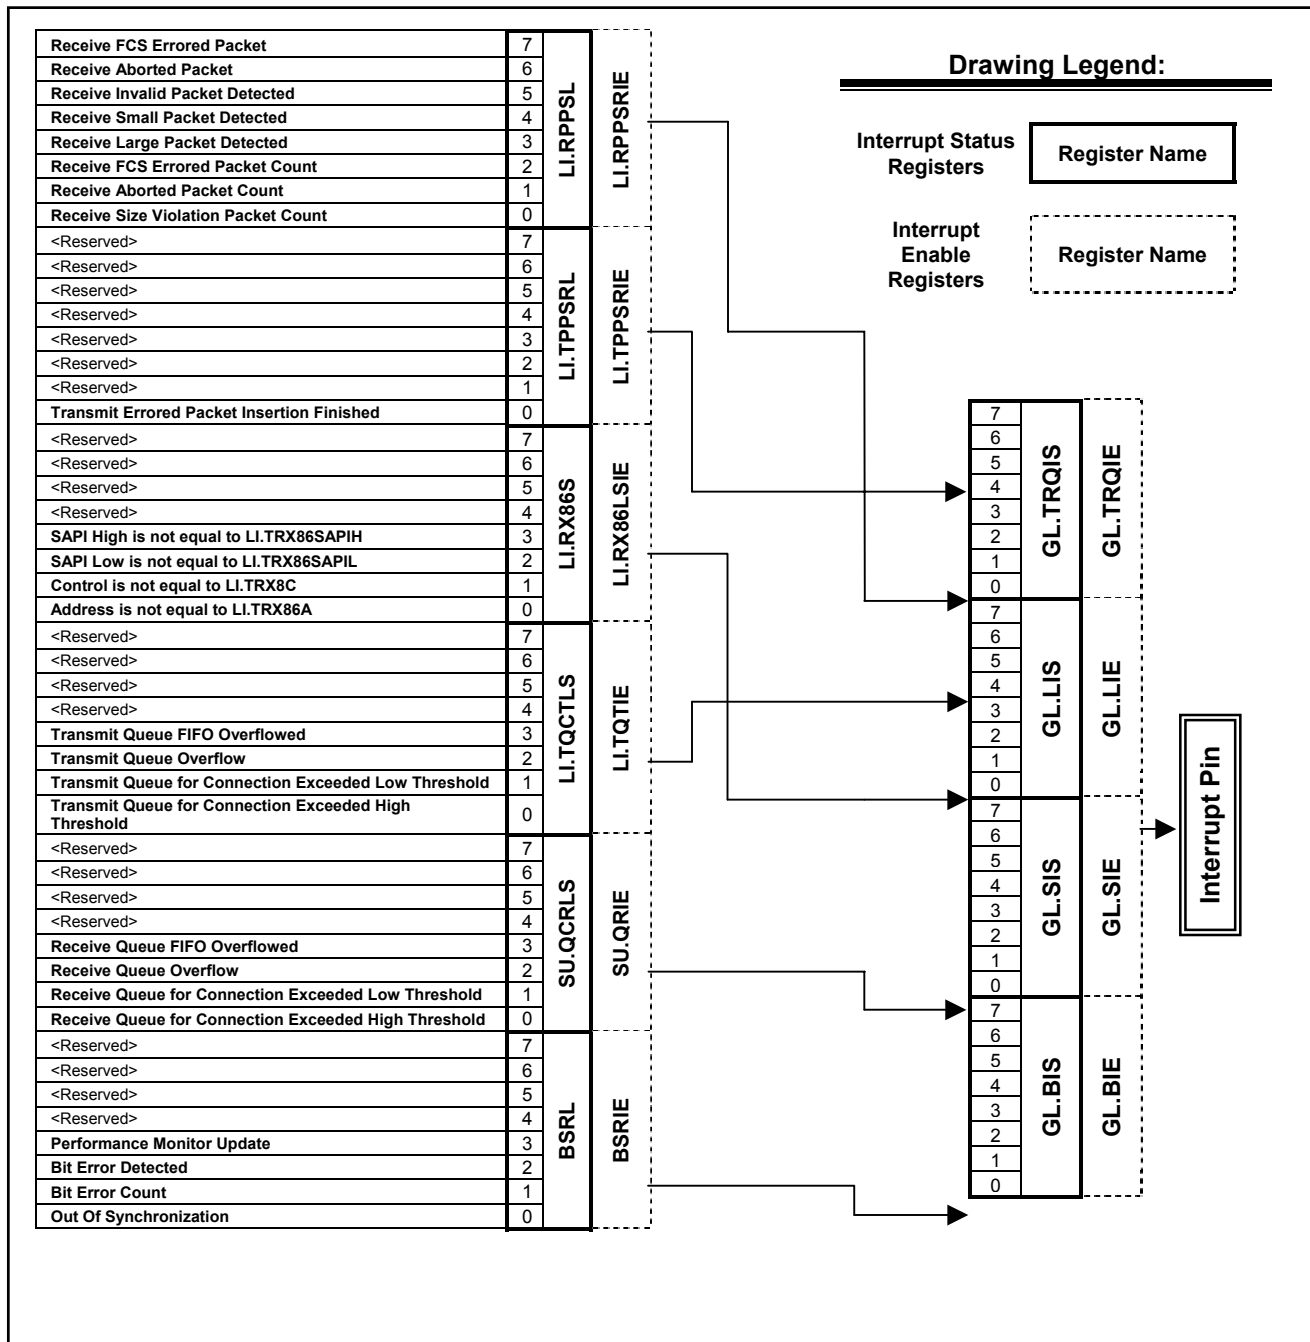 Receive FCS Errored Packet 7
Receive Aborted Packet 6
Receive Invalid Packet Detected 5
Receive Small Packet Detected 4
Receive Large Packet Detected 3
Receive FCS Errored Packet Count 2
Receive Aborted Packet Count 1
Receive Size Violation Packet Count 0
LI.RPPSL
LI.RPPSRIE
<Reserved> 7
<Reserved> 6
<Reserved> 5
<Reserved> 4
<Reserved> 3
<Reserved> 2
<Reserved> 1
Transmit Errored Packet Insertion Finished 0
LI.TPPSRL
LI.TPPSRIE
<Reserved> 7
<Reserved> 6
<Reserved> 5
<Reserved> 4
SAPI High is not equal to LI.TRX86SAPIH 3
SAPI Low is not equal to LI.TRX86SAPIL 2
Control is not equal to LI.TRX8C 1
Address is not equal to LI.TRX86A 0
LI.RX86S
LI.RX86LSIE
<Reserved> 7
<Reserved> 6
<Reserved> 5
<Reserved> 4
Transmit Queue FIFO Overflowed 3
Transmit Queue Overflow 2
Transmit Queue for Connection Exceeded Low Threshold 1
Transmit Queue for Connection Exceeded High
Threshold 0
LI.TQCTLS
LI.TQTIE
<Reserved> 7
<Reserved> 6
<Reserved> 5
<Reserved> 4
Receive Queue FIFO Overflowed 3
Receive Queue Overflow 2
Receive Queue for Connection Exceeded Low Threshold 1
Receive Queue for Connection Exceeded High Threshold 0
SU.QCRLS
SU.QRIE
<Reserved> 7
<Reserved> 6
<Reserved> 5
<Reserved> 4
Performance Monitor Update 3
Bit Error Detected 2
Bit Error Count 1
Out Of Synchronization 0
BSRL
BSRIE
Drawing Legend:
Interrupt Status
Registers
Register Name
Interrupt
Enable
Registers
Register Name
7
6
5
4
3
2
1
0
GL.TRQIS
GL.TRQIE
7
6
5
4
3
2
1
0
GL.LIS
GL.LIE
7
6
5
4
3
2
1
0
GL.SIS
GL.SIE
7
6
5
4
3
2
1
0
GL.BIS
GL.BIE
Interrupt Pin